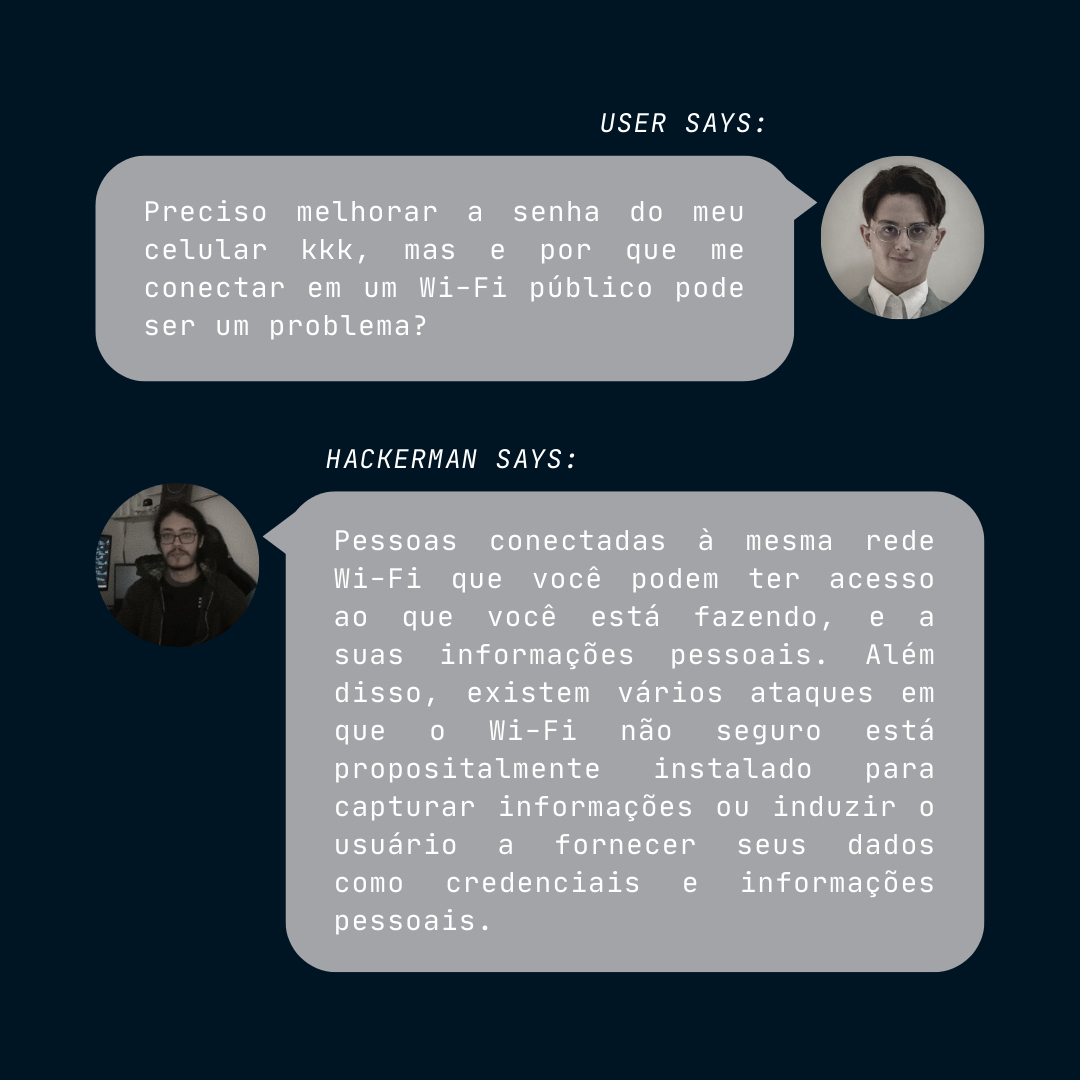 USER SAYS:
Preciso melhorar a senha do meu
celular kkk, mas e por que me
conectar em um Wi-Fi público pode
ser um problema?
HACKERMAN SAYS:
Pessoas conectadas à mesma rede
Wi-Fi que você podem ter acesso
ao que você está fazendo, e a
suas informações pessoais. Além
disso, existem vários ataques em
que o Wi-Fi não seguro está
propositalmente instalado para
capturar informações ou induzir o
usuário a fornecer seus dados
como credenciais e informações
pessoais.